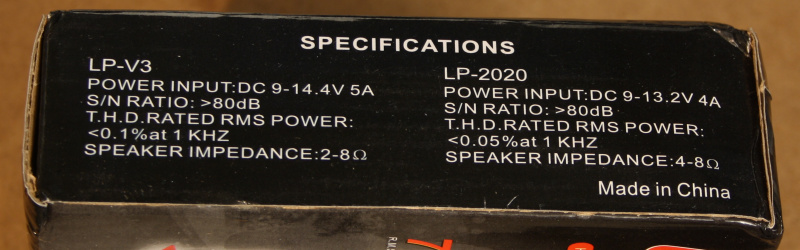 SPECIFICATIONS
LP-V3
POWER INPUT:DC 9-14.4V 5A
S/N RATIO: >80dB
T.H.D.RATED RMS POWER:
<0.1%at 1 KHZ
SPEAKER IMPEDANCE:2-8Ω
LP-2020
POWER INPUT:DC 9-13.2V 4A
S/N RATIO: >80dB
T.H.D.RATED RMS POWER:
<0.05%at 1 KHZ
SPEAKER IMPEDANCE:4-8Ω
Made in China